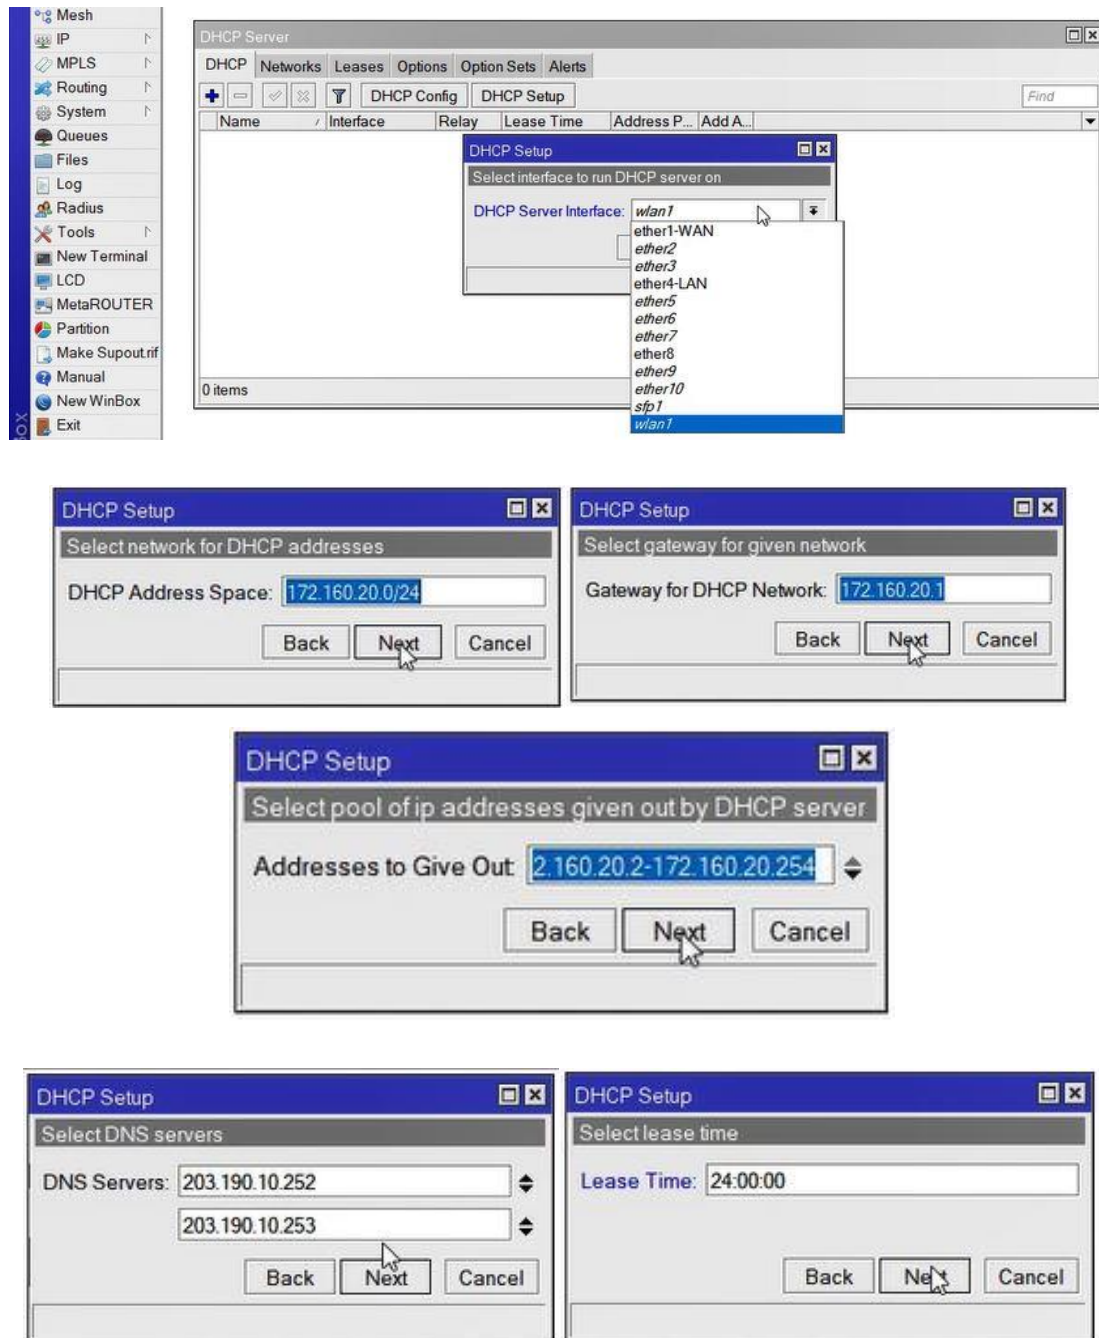 Mesh
IP
MPLS
Routing
System
Queues
Files
Log
Radius
Tools
New Terminal
LCD
MetaROUTER
Partition
Make Supout.rif
Manual
New WinBox
Exit
DHCP Server
DHCP Networks Leases Options Option Sets Alerts
DHCP Config DHCP Setup Find
Name Interface Relay Lease Time Address P... Add A...
DHCP Setup
Select interface to run DHCP server on
DHCP Server Interface: wlan1
ether1-WAN
ether2
ether3
ether4-LAN
ether5
ether6
ether7
ether8
ether9
ether10
sfp1
wlan1
0 items
DHCP Setup
Select network for DHCP addresses
DHCP Address Space: 172.160.20.0/24
Back Next Cancel
DHCP Setup
Select gateway for given network
Gateway for DHCP Network: 172.160.20.1
Back Next Cancel
DHCP Setup
Select pool of ip addresses given out by DHCP server
Addresses to Give Out: 2.160.20.2-172.160.20.254
Back Next Cancel
DHCP Setup
Select DNS servers
DNS Servers: 203.190.10.252
203.190.10.253
Back Next Cancel
DHCP Setup
Select lease time
Lease Time: 24:00:00
Back Next Cancel